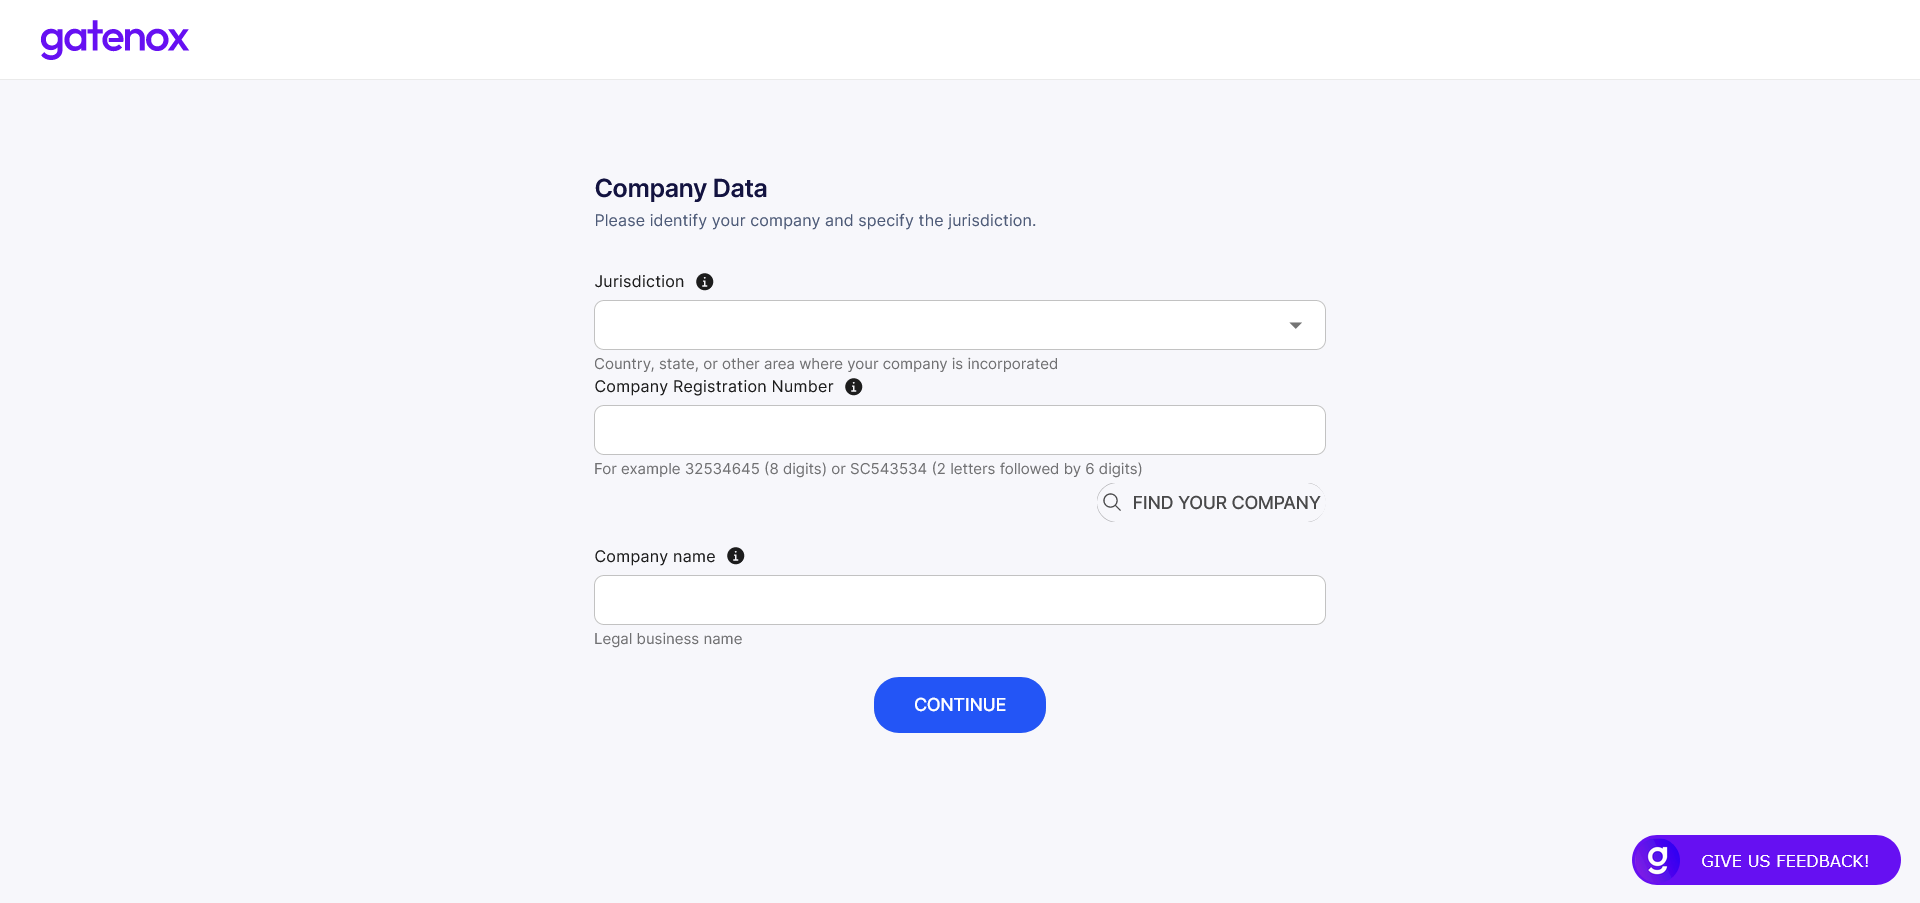 gatenox
Company Data
Please identify your company and specify the jurisdiction.
Jurisdiction
Country, state, or other area where your company is incorporated
Company Registration Number
For example 32534645 (8 digits) or SC543534 (2 letters followed by 6 digits)
FIND YOUR COMPANY
Company name
Legal business name
CONTINUE
g GIVE US FEEDBACK!